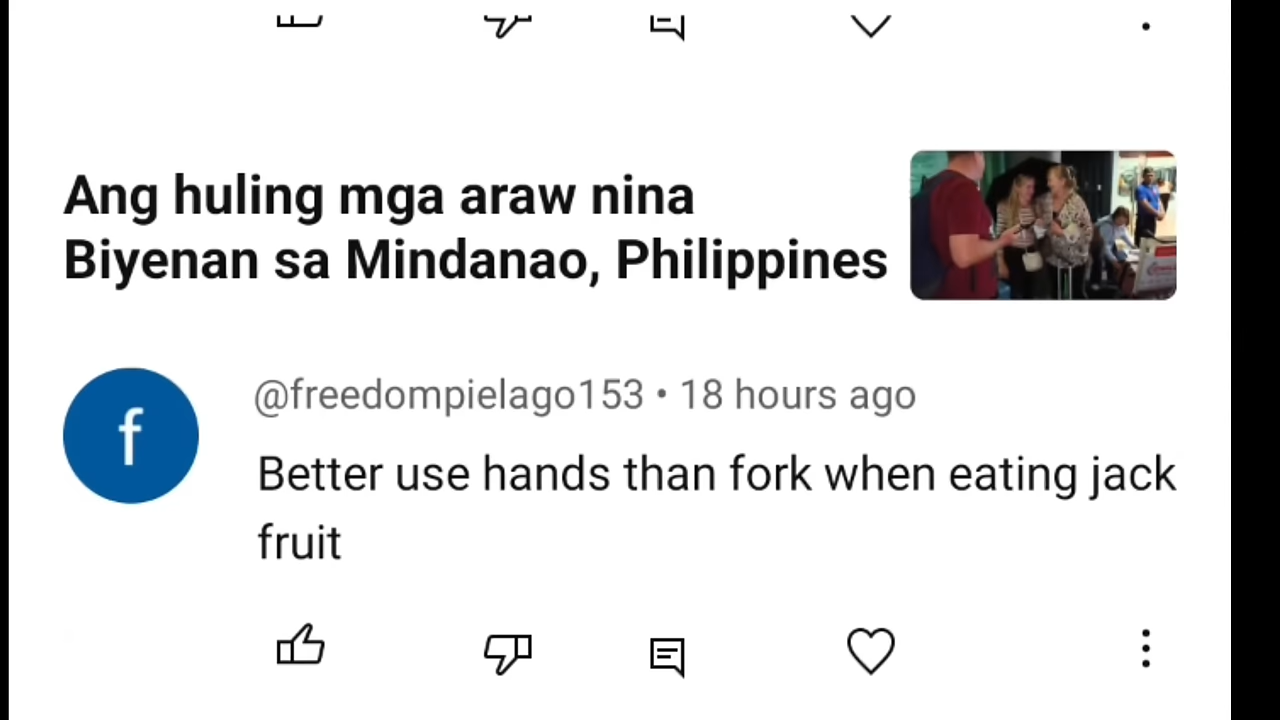 Ang huling mga araw nina
Biyenan sa Mindanao, Philippines
f
@freedompielago153 • 18 hours ago
Better use hands than fork when eating jack
fruit